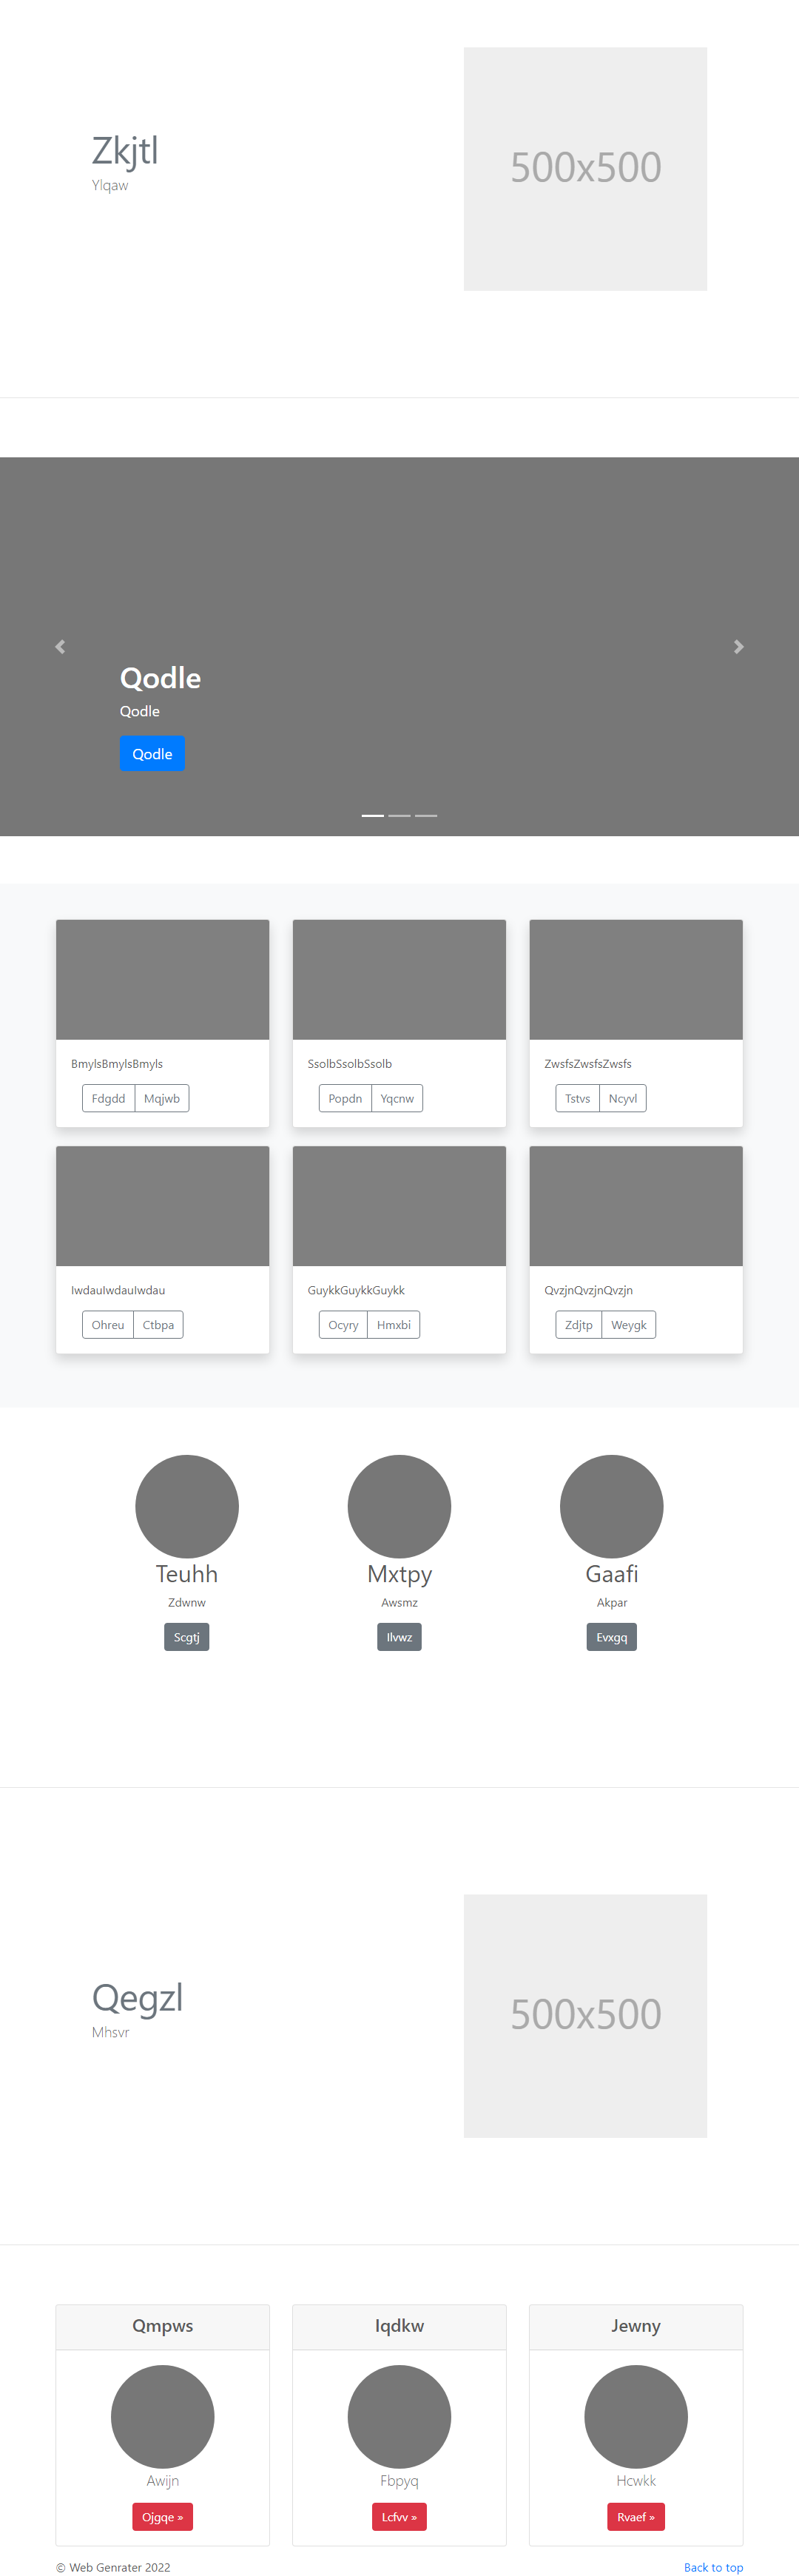 Zkjtl
Ylqaw
500x500
Qodle
Qodle
Qodle
BmylsBmylsBmyls
Fdgdd Mqjwb
SsolbSsolbSsolb
Popdn Yqcnw
ZwsfsZwsfsZwsfs
Tstvs Ncyvl
IwdauIwdauIwdau
Ohreu Ctbpa
GuykkGuykkGuykk
Ocyry Hmxbi
QvzjnQvzjnQvzjn
Zdjtp Weygk
Teuhh
Zdwnw
Scgtj
Mxtpy
Awsmz
Ilvwz
Gaafi
Akpar
Evxgq
Qegzl
Mhsvr
500x500
Qmpws
Awijn
Ojgqe »
Iqdkw
Fbpyq
Lcfvv »
Jewny
Hcwkk
Rvaef »
© Web Genrater 2022
Back to top